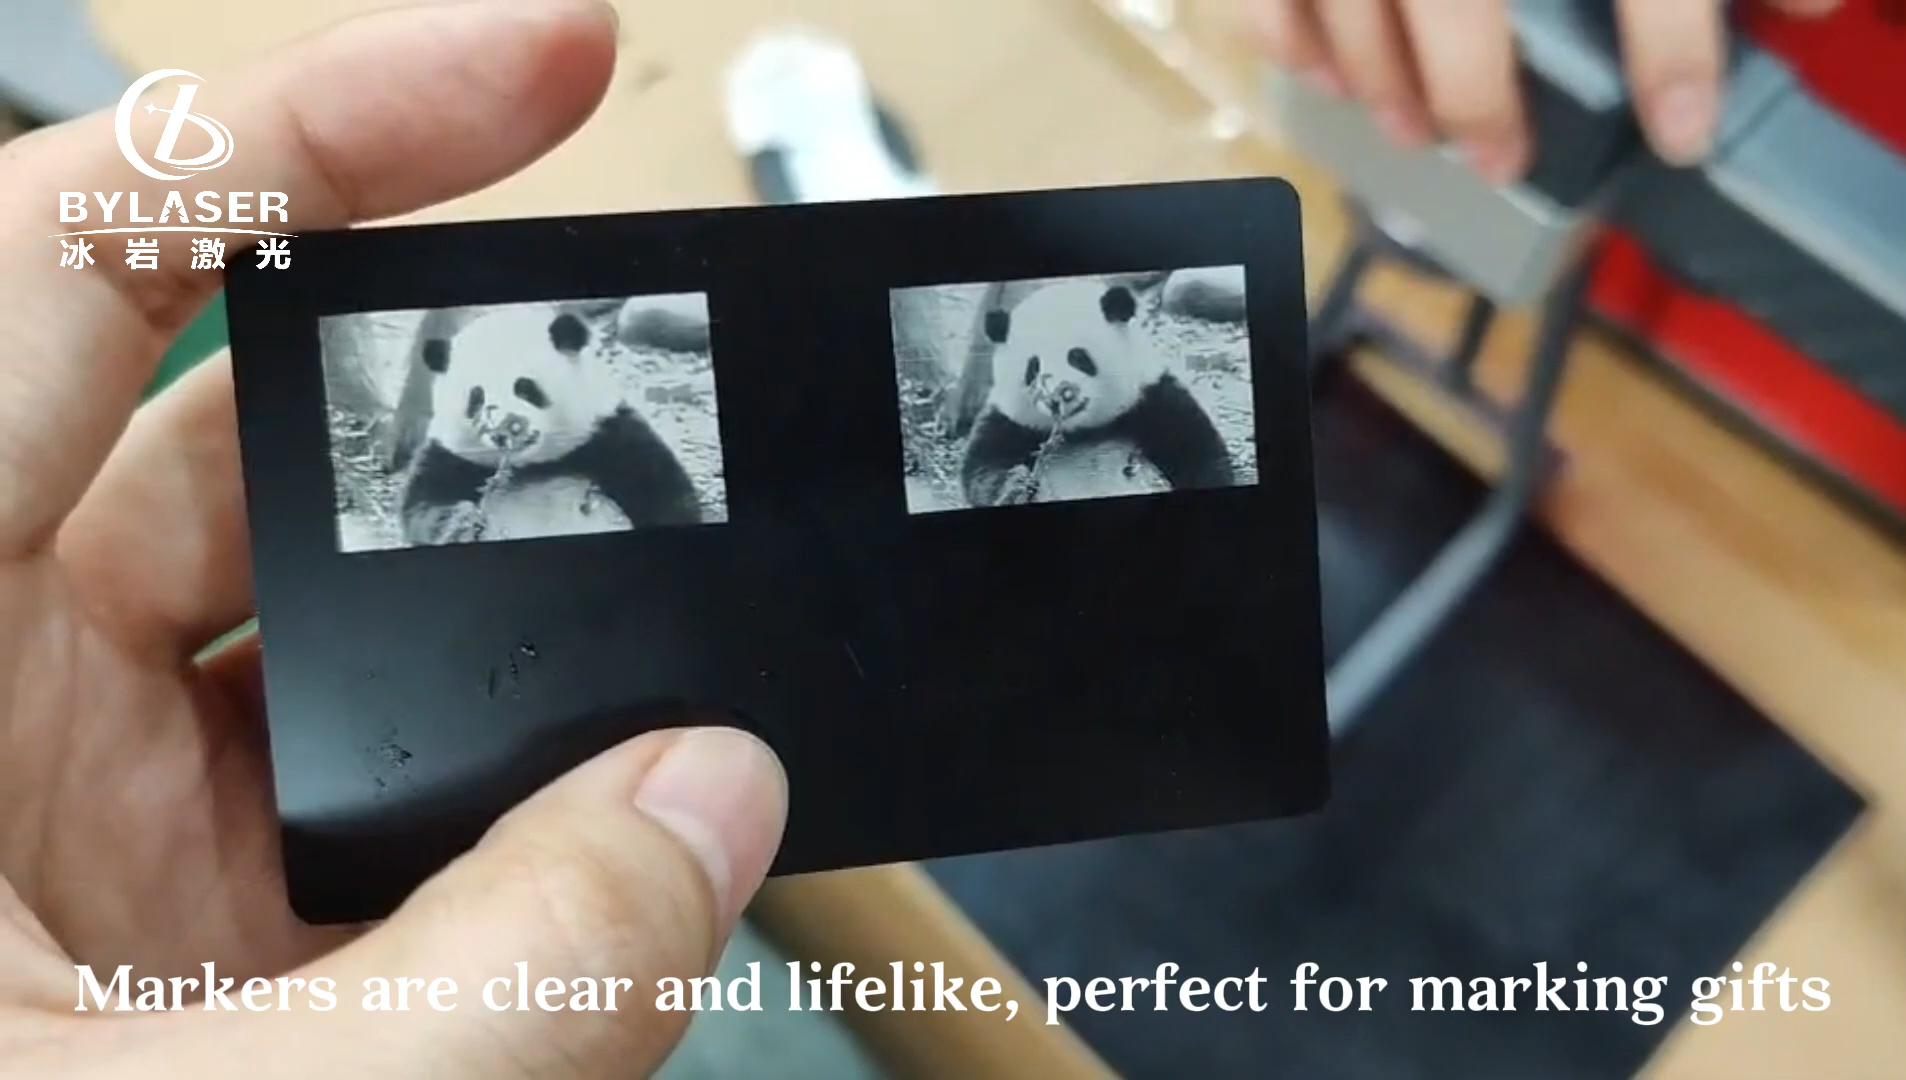 BYLASER
冰岩激光
Markers are clear and lifelike, perfect for marking gifts